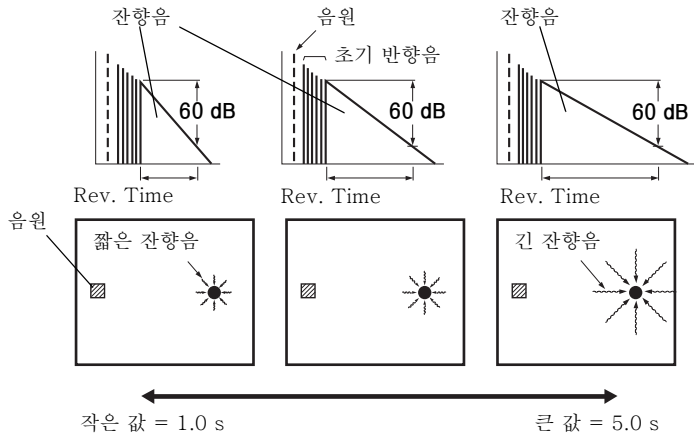 잔향음
음원
잔향음
초기 반향음
60 dB
60 dB
60 dB
Rev. Time
Rev. Time
Rev. Time
음원
짧은 잔향음
긴 잔향음
작은 값 = 1.0 s
큰 값 = 5.0 s